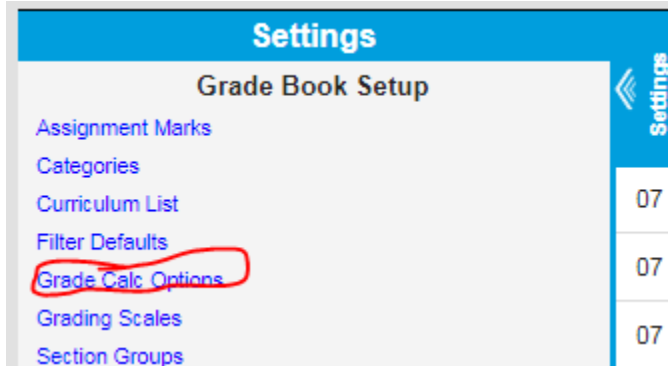 Settings
Grade Book Setup
Assignment Marks
Categories
Curriculum List
Filter Defaults
Grade Calc Options
Grading Scales
Section Groups
Settings
07
07
07